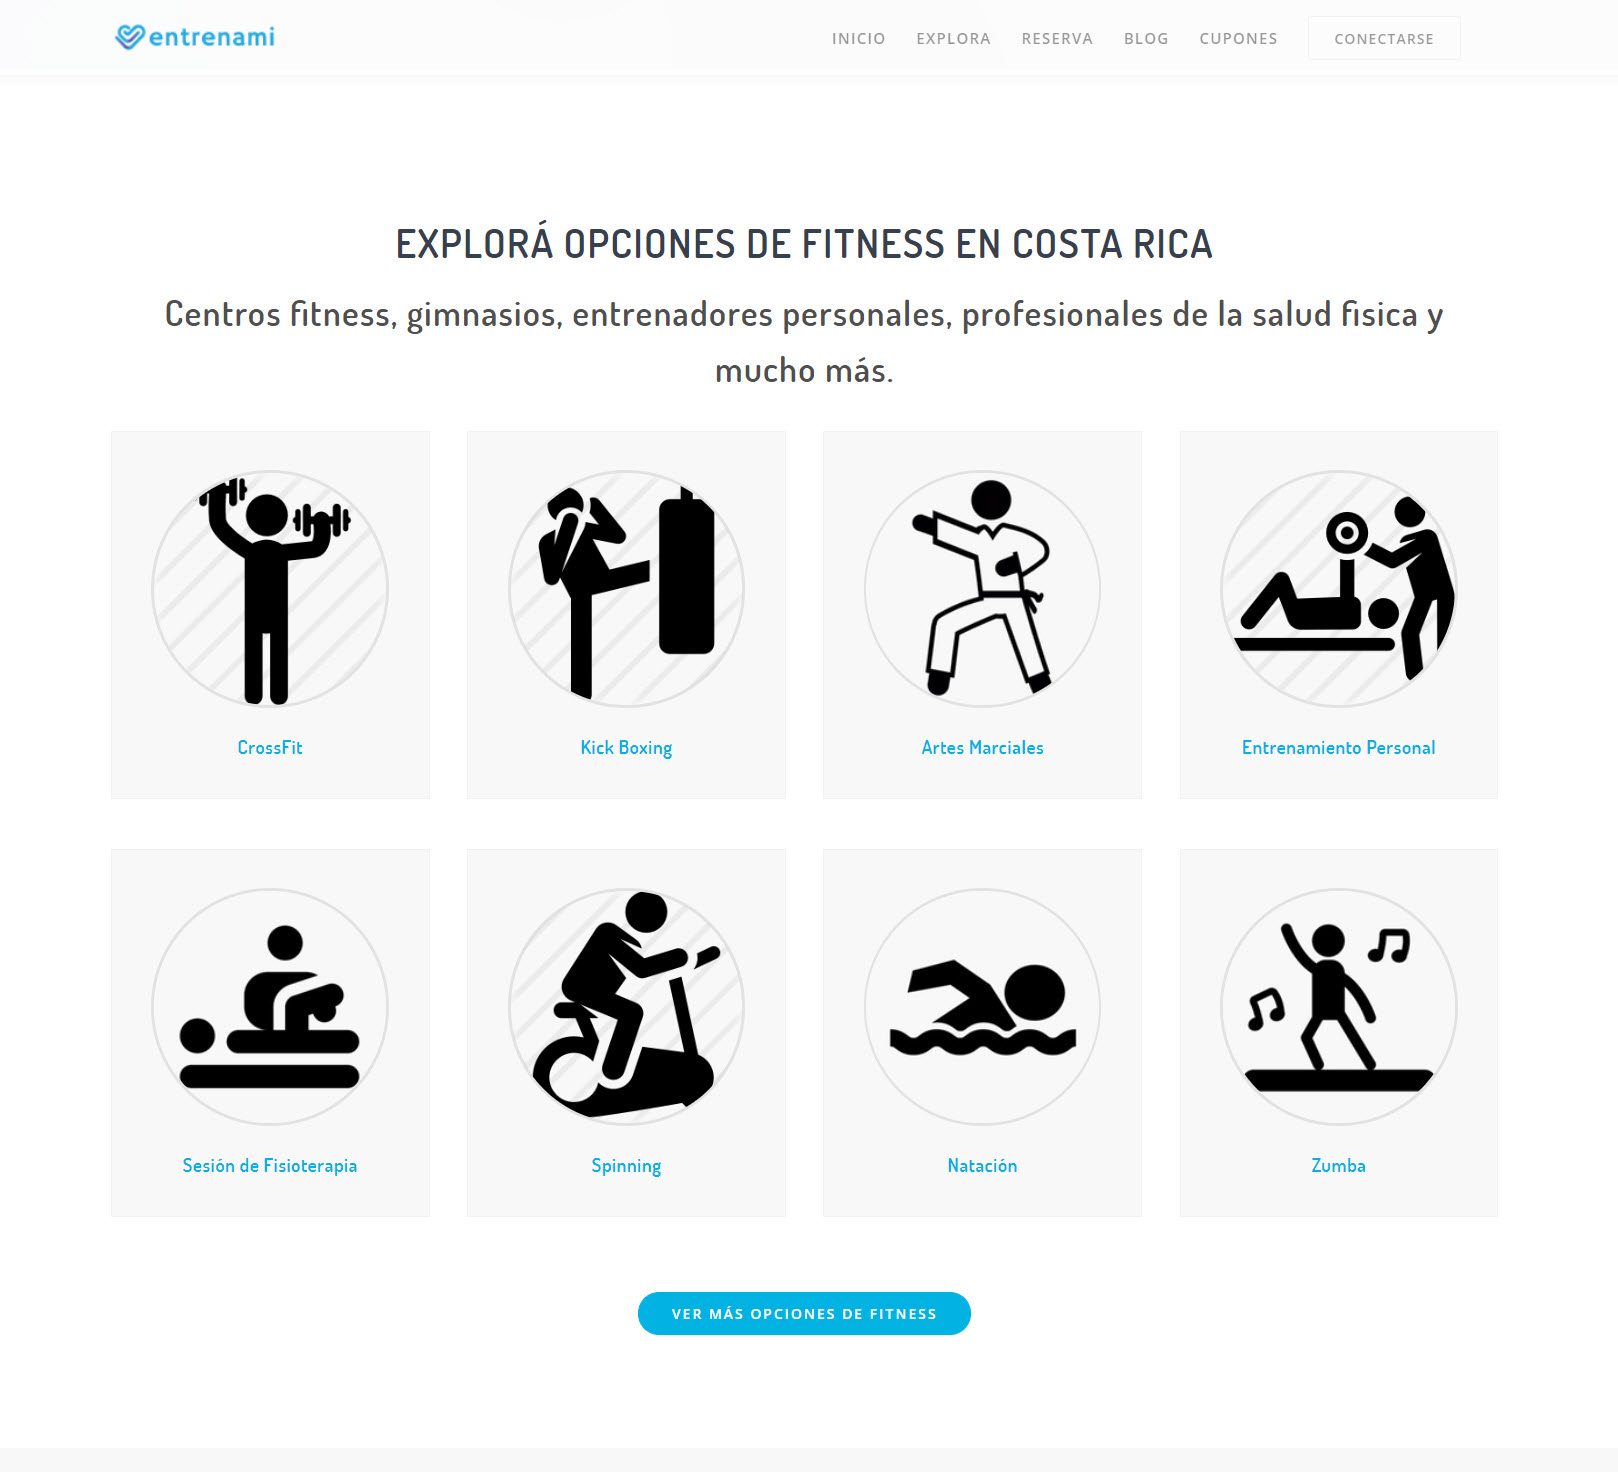 entrenami
INICIO EXPLORA RESERVA BLOG CUPONES CONECTARSE
EXPLORÁ OPCIONES DE FITNESS EN COSTA RICA
Centros fitness, gimnasios, entrenadores personales, profesionales de la salud fisica y
mucho más.
CrossFit
Kick Boxing
Artes Marciales
Entrenamiento Personal
Sesión de Fisioterapia
Spinning
Natación
Zumba
VER MÁS OPCIONES DE FITNESS